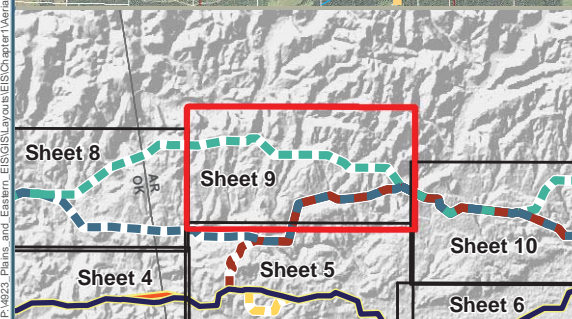 P:\4923_Plains_and_Eastern_EIS\GIS\Layouts\EIS\Chapter1\Aeria
Sheet 8
AR
OK
Sheet 9
Sheet 10
Sheet 4
Sheet 5
Sheet 6